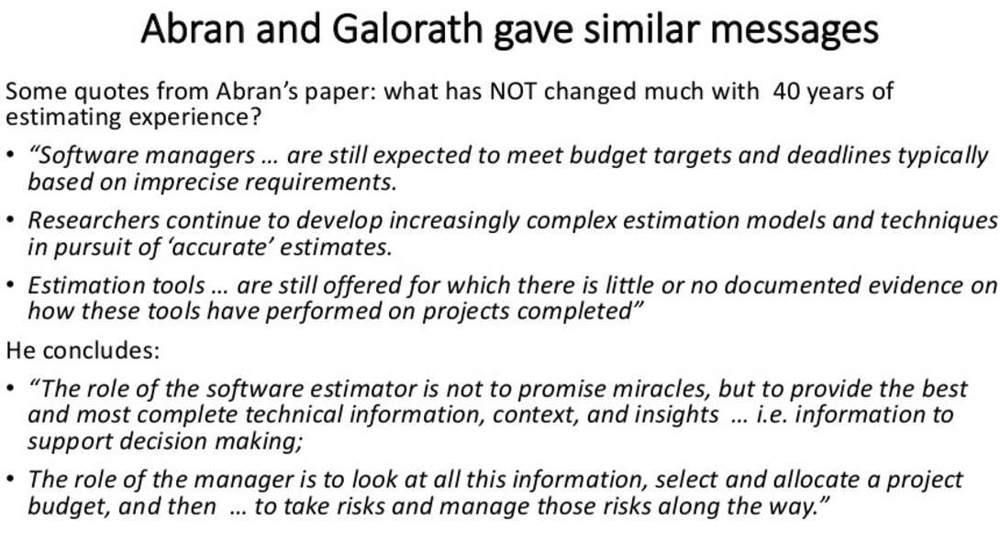 Abran and Galorath gave similar messages
Some quotes from Abran’s paper: what has NOT changed much with 40 years of
estimating experience?
• “Software managers … are still expected to meet budget targets and deadlines typically
based on imprecise requirements.
• Researchers continue to develop increasingly complex estimation models and techniques
in pursuit of ‘accurate’ estimates.
• Estimation tools … are still offered for which there is little or no documented evidence on
how these tools have performed on projects completed”
He concludes:
• “The role of the software estimator is not to promise miracles, but to provide the best
and most complete technical information, context, and insights … i.e. information to
support decision making;
• The role of the manager is to look at all this information, select and allocate a project
budget, and then … to take risks and manage those risks along the way.”